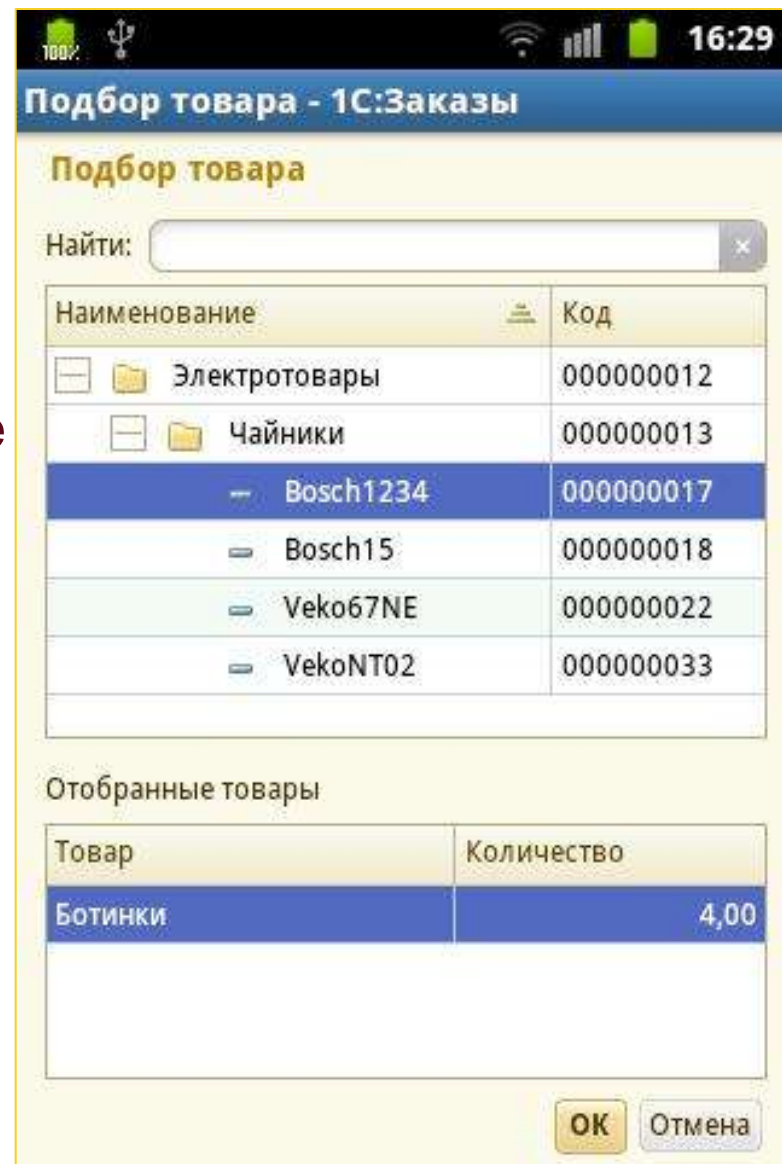 100%
16:29
Подбор товара - 1С:Заказы
Подбор товара
Найти:
Наименование Код
Электротовары 000000012
е
Чайники 000000013
Bosch1234 000000017
Bosch15 000000018
Veko67NE 000000022
VekoNT02 000000033
Отобранные товары
Товар Количество
Ботинки 4,00
ОК Отмена